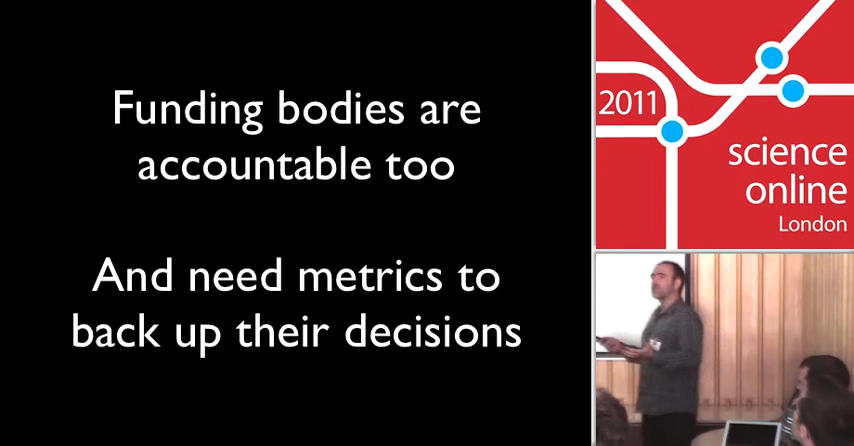 Funding bodies are
accountable too
And need metrics to
back up their decisions
2011
science
online
London